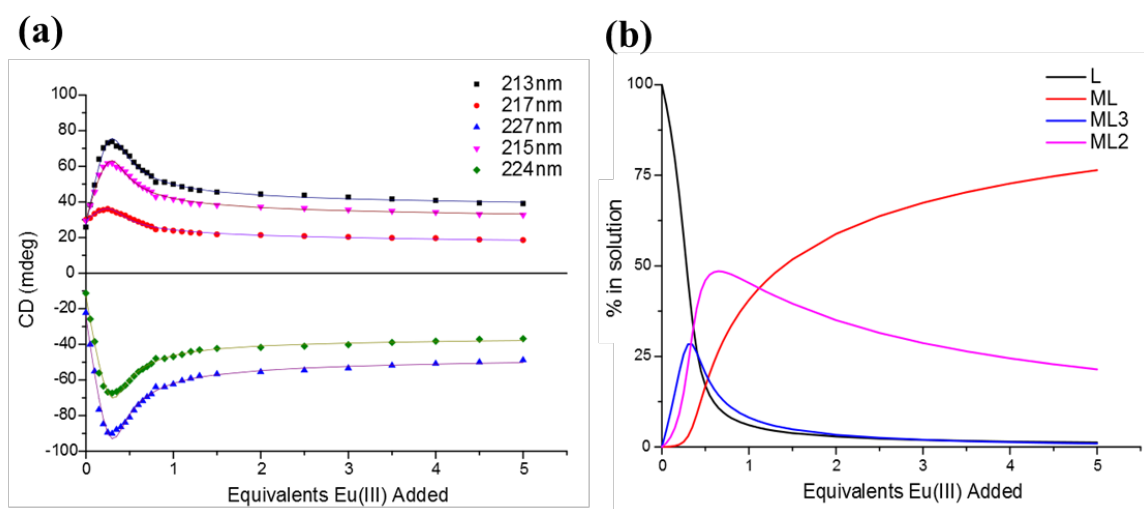 (a)
213nm
217nm
227nm
215nm
224nm
100
80
60
40
20
0
-20
-40
-60
-80
-100
CD (mdeg)
0 1 2 3 4 5
Equivalents Eu(III) Added
(b)
L
ML
ML3
ML2
100
75
50
25
0
% in solution
0 1 2 3 4 5
Equivalents Eu(III) Added